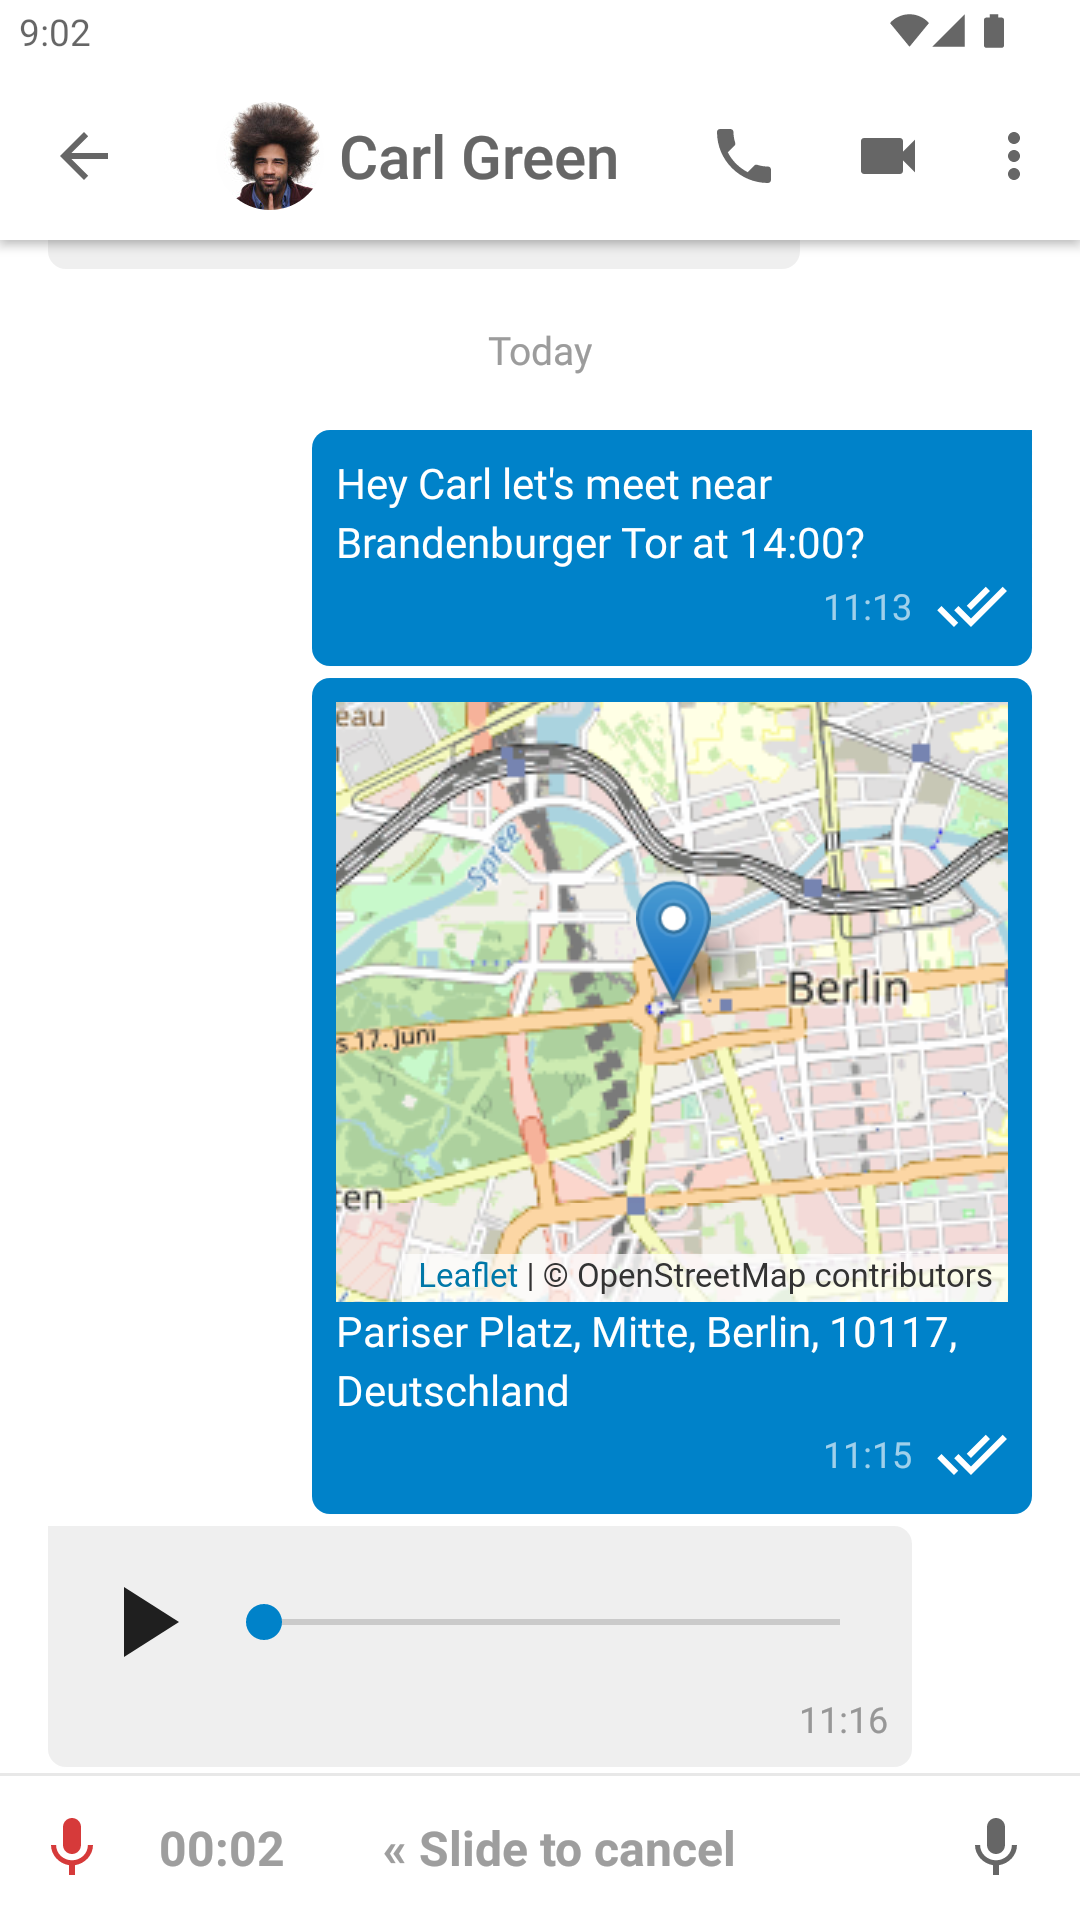 9:02
Carl Green
Today
Hey Carl let's meet near
Brandenburger Tor at 14:00?
11:13
eau
Spree
Berlin
s 17. Juni
ten
Leaflet | © OpenStreetMap contributors
Pariser Platz, Mitte, Berlin, 10117,
Deutschland
11:15
11:16
00:02 « Slide to cancel